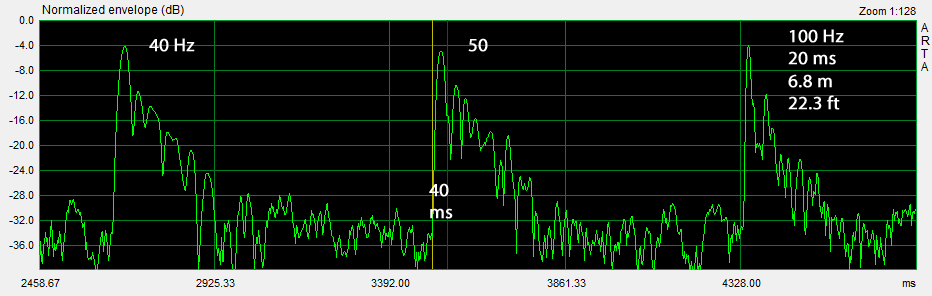 Normalized envelope (dB)
Zoom 1:128
0.0
-4.0
-8.0
-12.0
-16.0
-20.0
-24.0
-28.0
-32.0
-36.0
40 Hz
50
100 Hz
20 ms
6.8 m
22.3 ft
40
ms
A
R
T
A
2458.67
2925.33
3392.00
3861.33
4328.00
ms